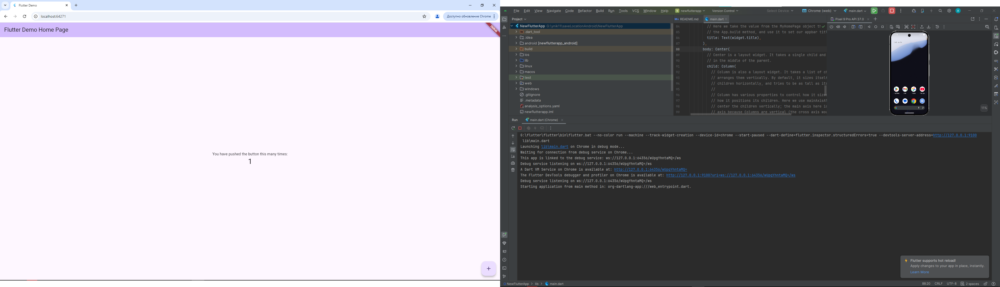 Flutter Demo
localhost:64271
Доступно обновление Chrome
Flutter Demo Home Page
DEBUG
You have pushed the button this many times:
1
File Edit View Navigate Code Refactor Build Run Tools VCS Window Help
newflutterapp
Version Control
Select Device
Chrome (web)
main.dart
A
Project
README.md
main.dart
Pixel 9 Pro API 37.0
NewFlutterApp G:\ynik11\saveLocationAndroid\NewFlutterApp
.dart_tool
.idea
android [newflutterapp_android]
build
ios
lib
linux
macos
test
web
windows
.gitignore
.metadata
analysis_options.yaml
newflutterapp.iml
84 // Here we take the value from the MyHomePage object th
85 // the App.build method, and use it to set our appbar titl
86 title: Text(widget.title),
87 ),
88 body: Center(
89 // Center is a layout widget. It takes a single child and
90 // in the middle of the parent.
91 child: Column(
92 // Column is also a layout widget. It takes a list of ch
93 // arranges them vertically. By default, it sizes itself
94 // children horizontally, and tries to be as tall as its
95 //
96 // Column has various properties to control how it sizes
97 // how it positions its children. Here we use mainAxisAl
98 // center the children vertically; the main axis here is
99 // axis because Columns are vertical (the cross axis wou
11%
Run
main.dart (Chrome)
G:\flutter\flutter\bin\flutter.bat --no-color run --machine --track-widget-creation --device-id=chrome --start-paused --dart-define=flutter.inspector.structuredErrors=true --devtools-server-address=http://127.0.0.1:9100
lib\main.dart
Launching lib\main.dart on Chrome in debug mode...
Waiting for connection from debug service on Chrome...
This app is linked to the debug service: ws://127.0.0.1:64356/wUpgYhntaMQ=/ws
Debug service listening on ws://127.0.0.1:64356/wUpgYhntaMQ=/ws
A Dart VM Service on Chrome is available at: http://127.0.0.1:64356/wUpgYhntaMQ=
The Flutter DevTools debugger and profiler on Chrome is available at: http://127.0.0.1:9100?uri=ws://127.0.0.1:64356/wUpgYhntaMQ=/ws
Debug service listening on ws://127.0.0.1:64356/wUpgYhntaMQ=/ws
Starting application from main method in: org-dartlang-app:///web_entrypoint.dart.
Flutter supports hot reload!
Apply changes to your app in place, instantly.
Learn More
NewFlutterApp > lib > main.dart
88:20 CRLF UTF-8 2 spaces